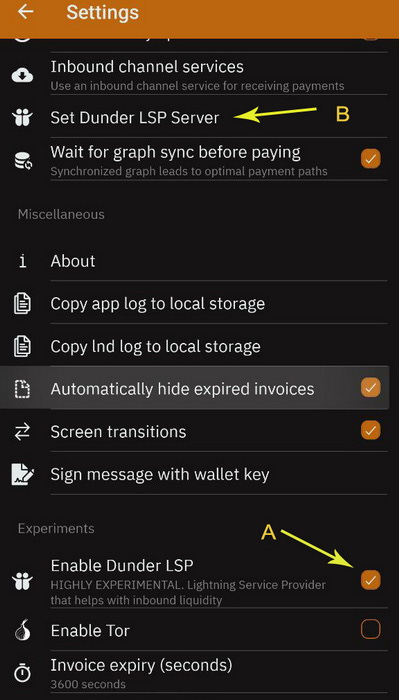 Settings
Inbound channel services
Use an inbound channel service for receiving payments
Set Dunder LSP Server
B
Wait for graph sync before paying
Synchronized graph leads to optimal payment paths
Miscellaneous
About
Copy app log to local storage
Copy lnd log to local storage
Automatically hide expired invoices
Screen transitions
Sign message with wallet key
Experiments
A
Enable Dunder LSP
HIGHLY EXPERIMENTAL. Lightning Service Provider
that helps with inbound liquidity
Enable Tor
Invoice expiry (seconds)
3600 seconds